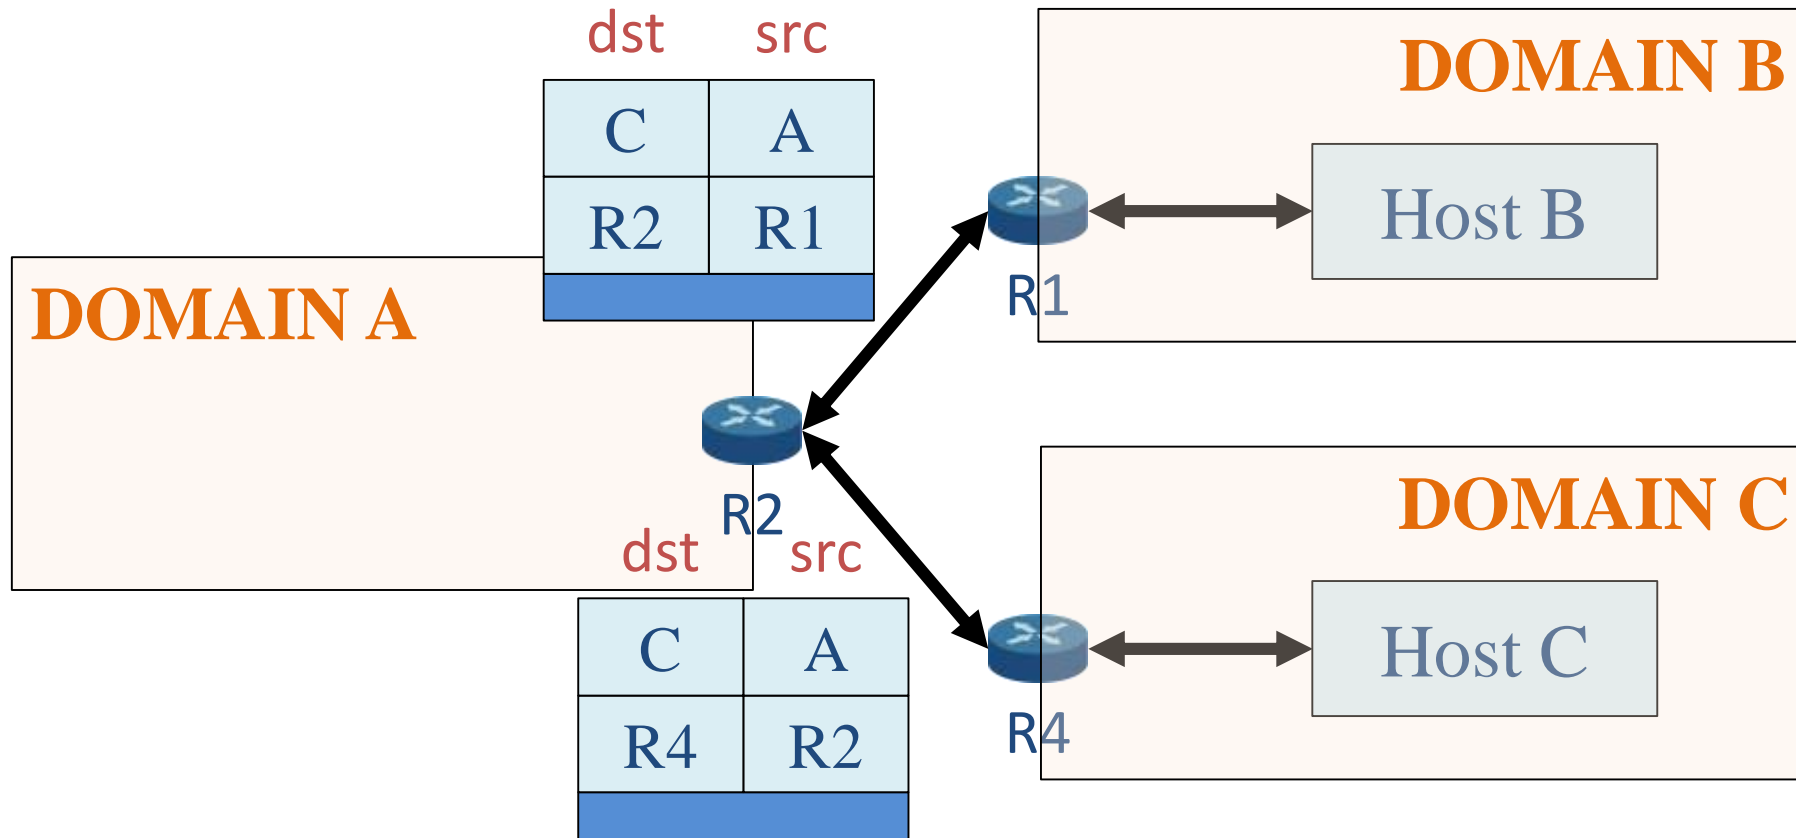 dst src
C A
R2 R1
DOMAIN A
R2
DOMAIN B
Host B
R1
dst src
C A
R4 R2
DOMAIN C
Host C
R4